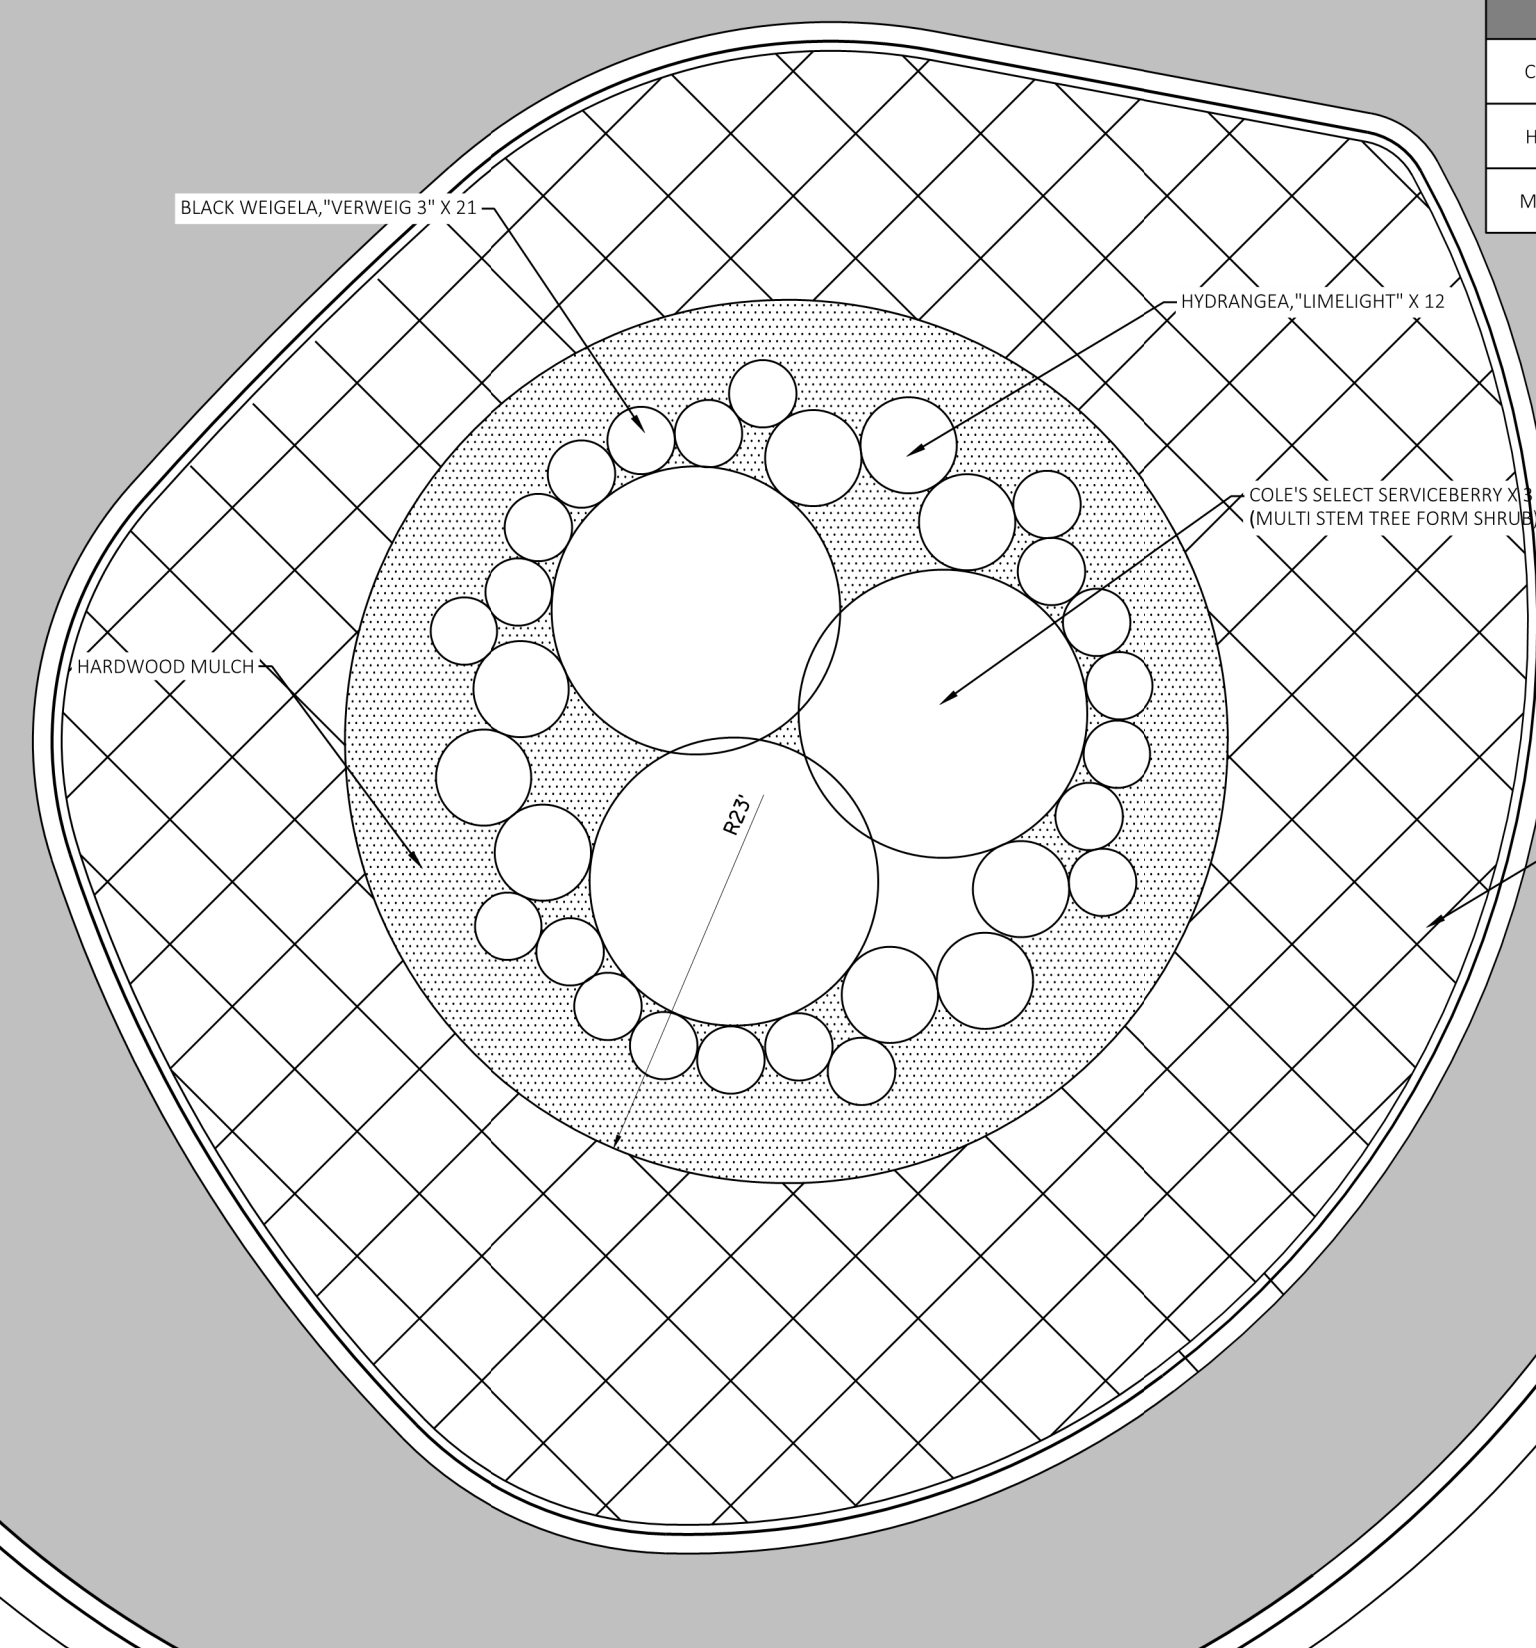 C
H
M
BLACK WEIGELA,"VERWEIG 3" X 21
HYDRANGEA,"LIMELIGHT" X 12
COLE'S SELECT SERVICEBERRY X 3
(MULTI STEM TREE FORM SHRUB)
HARDWOOD MULCH
R23'